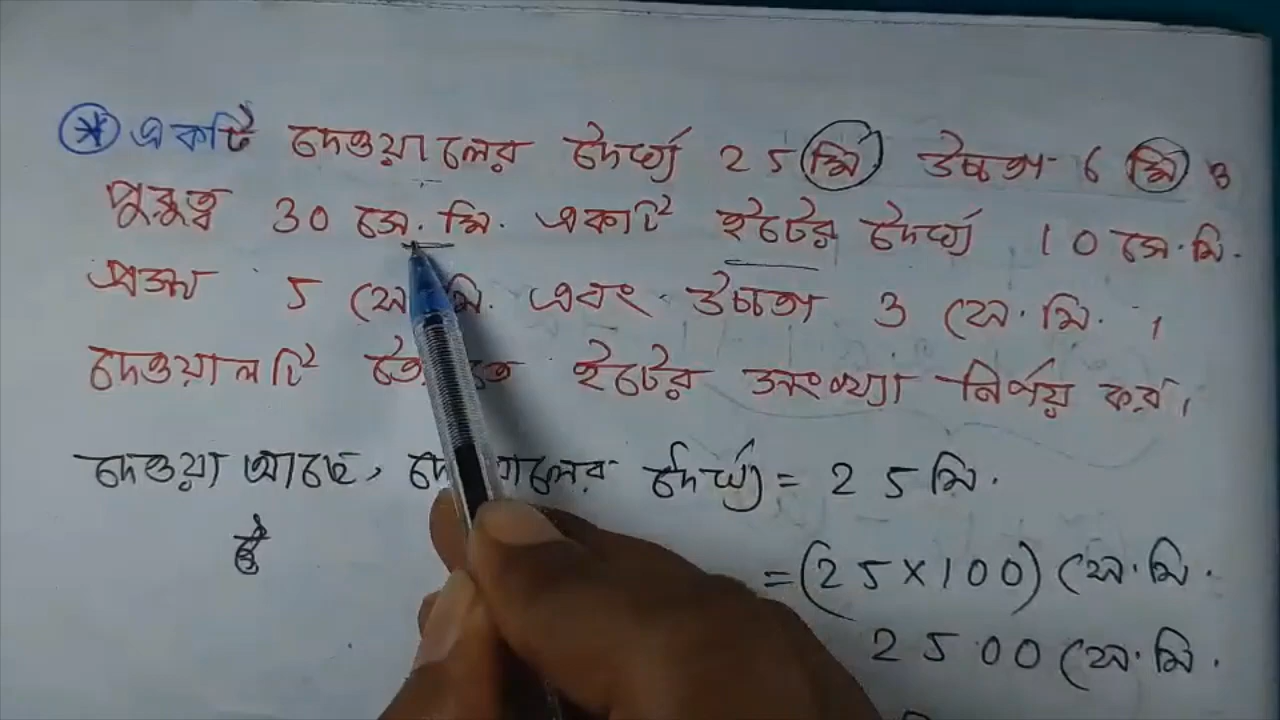 একটি দেওয়ালের দৈর্ঘ্য 25 মি উচ্চতা 6 মি ও
পুরুত্ব 30 সে. মি. একটি ইটের দৈর্ঘ্য 10 সে. মি.
প্রস্থ 5 সে. মি. এবং উচ্চতা 3 সে. মি. ।
দেওয়ালটি ইটের সংখ্যা নির্ণয় কর।
দেওয়া আছে, দৈর্ঘ্য = 25 মি.
= (25 × 100) সে. মি.
2500 সে. মি.